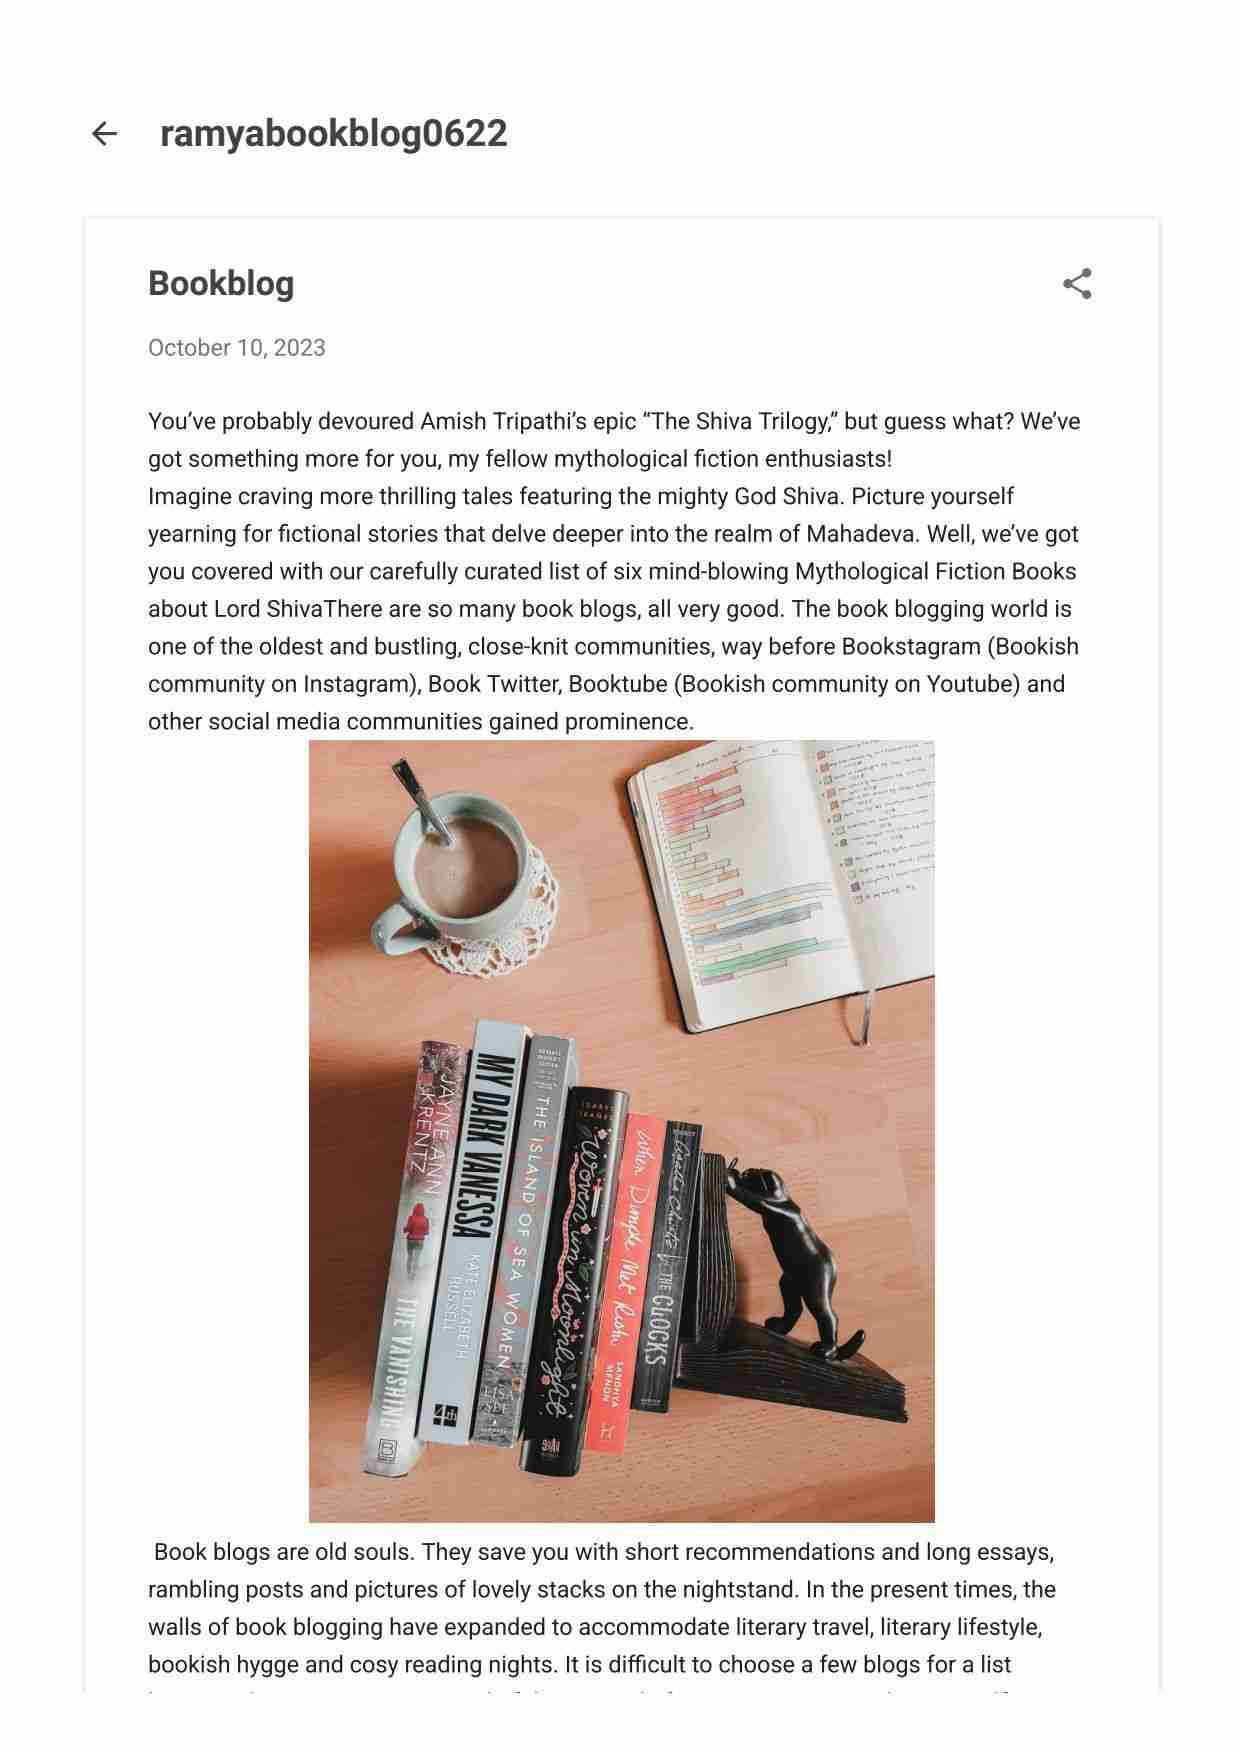 ramyabookblog0622
Bookblog
October 10, 2023
You’ve probably devoured Amish Tripathi’s epic “The Shiva Trilogy,” but guess what? We’ve
got something more for you, my fellow mythological fiction enthusiasts!
Imagine craving more thrilling tales featuring the mighty God Shiva. Picture yourself
yearning for fictional stories that delve deeper into the realm of Mahadeva. Well, we’ve got
you covered with our carefully curated list of six mind-blowing Mythological Fiction Books
about Lord ShivaThere are so many book blogs, all very good. The book blogging world is
one of the oldest and bustling, close-knit communities, way before Bookstagram (Bookish
community on Instagram), Book Twitter, Booktube (Bookish community on Youtube) and
other social media communities gained prominence.
JAYNE ANN
KRENTZ
THE VANISHING
B
MY DARK VANESSA
KATE ELIZABETH
RUSSELL
4th
THE ISLAND OF SEA WOMEN
LISA
SEE
Woven in Moonlight
When Dimple Met Rishi
SANDHYA
MENON
Agatha Christie
THE CLOCKS
Book blogs are old souls. They save you with short recommendations and long essays,
rambling posts and pictures of lovely stacks on the nightstand. In the present times, the
walls of book blogging have expanded to accommodate literary travel, literary lifestyle,
bookish hygge and cosy reading nights. It is difficult to choose a few blogs for a list